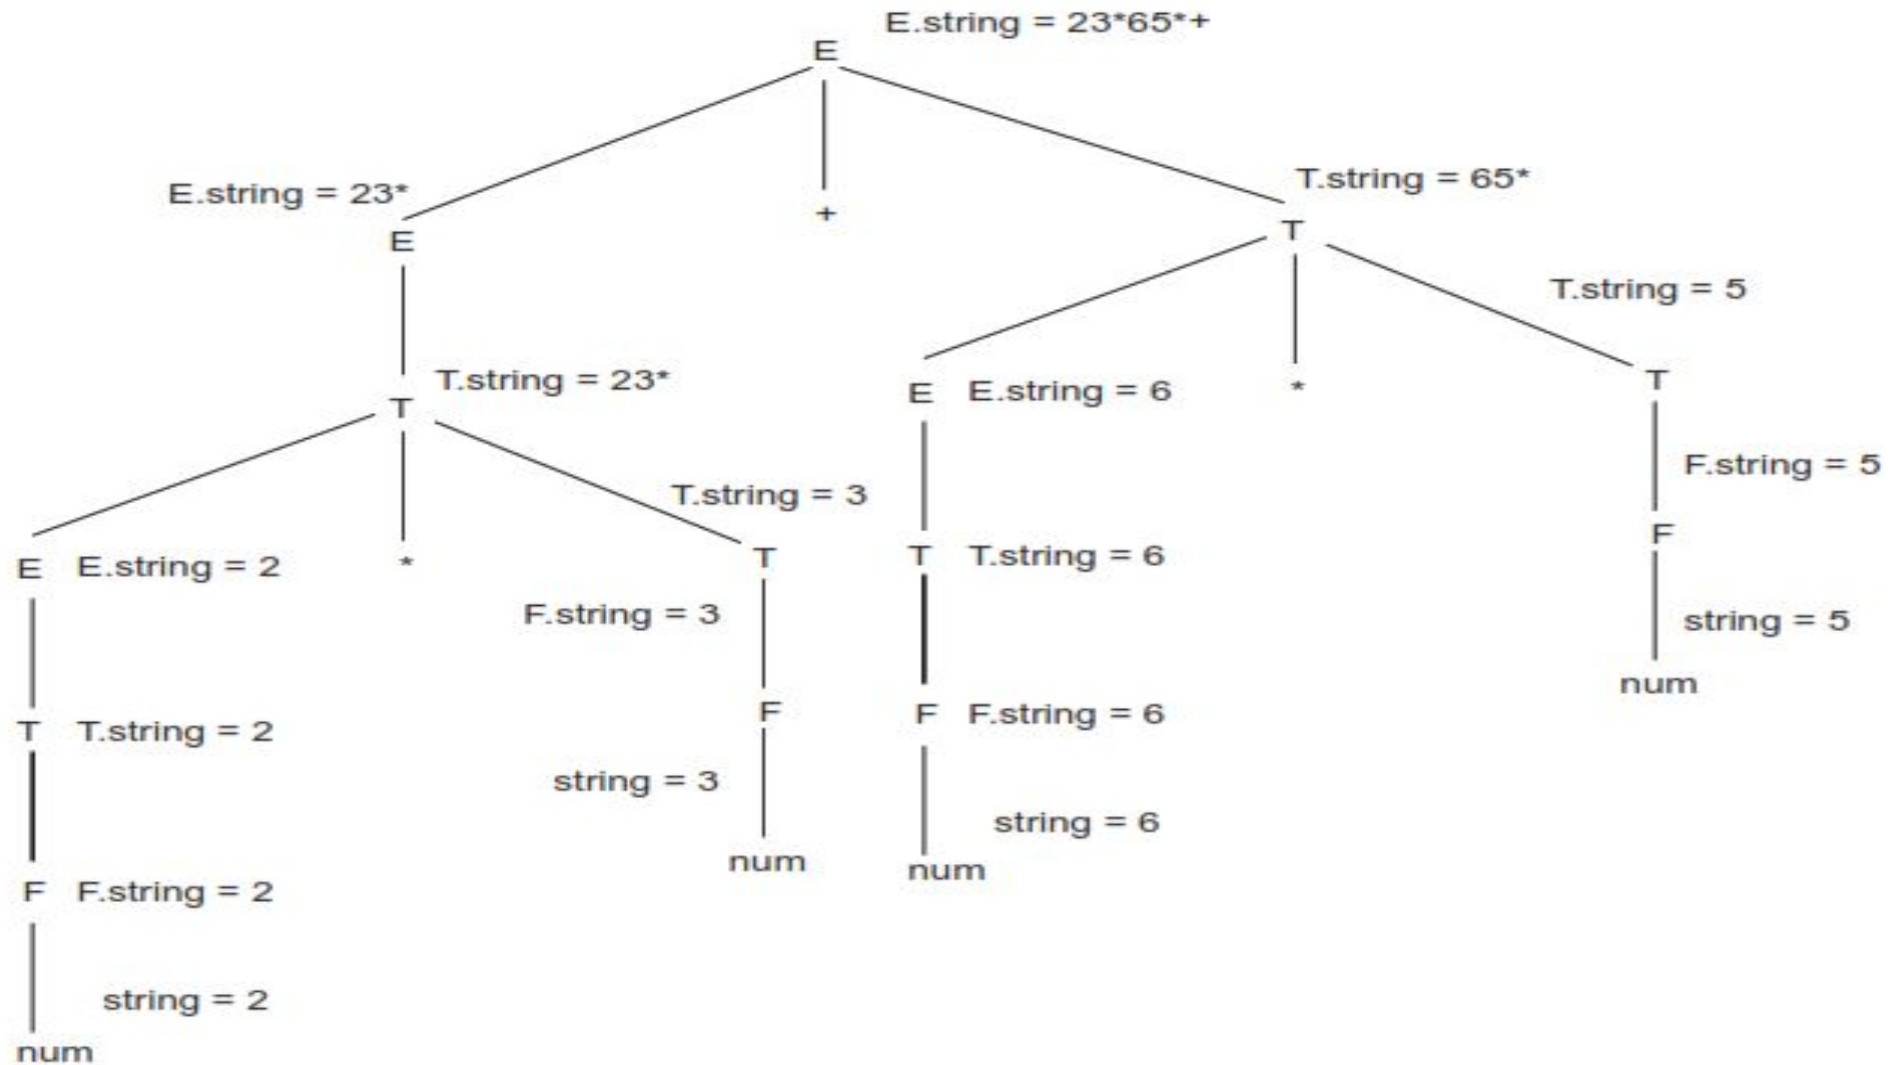 E.string = 23*65*+
E
T.string = 65*
E.string = 23*
+
T
E
T.string = 5
T.string = 23*
T
E E.string = 6
*
T
F.string = 5
T.string = 3
F
T T.string = 6
E E.string = 2
*
T
F.string = 3
string = 5
num
F
F F.string = 6
T T.string = 2
string = 3
string = 6
num
num
F F.string = 2
string = 2
num